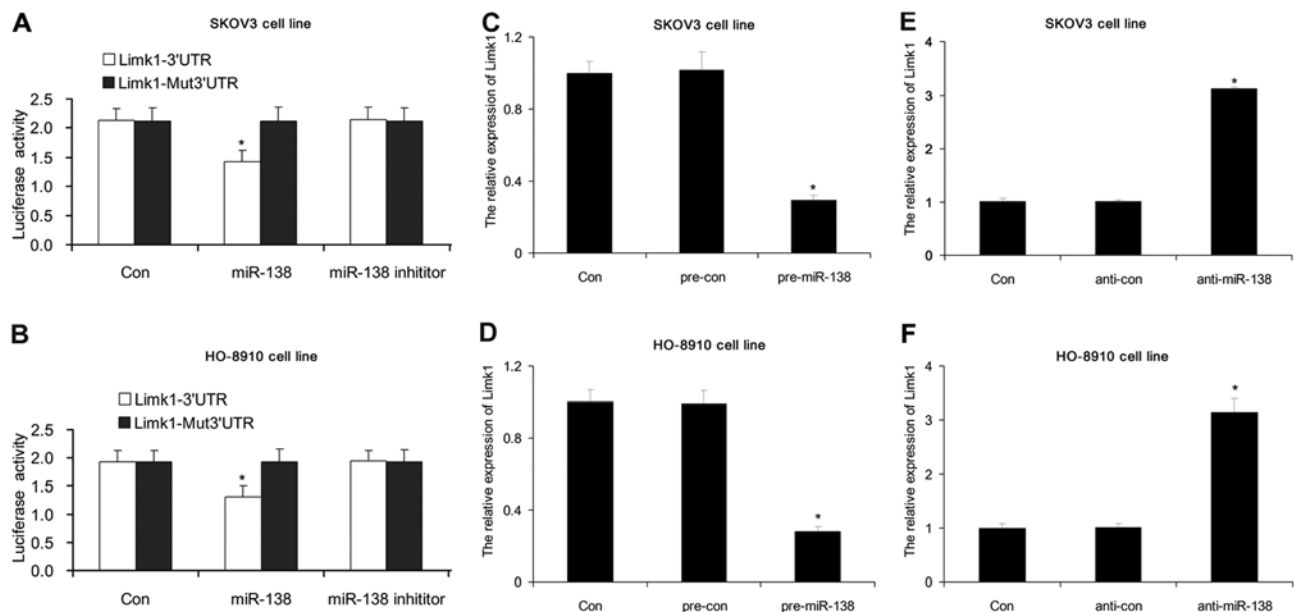 A
SKOV3 cell line
Limk1-3'UTR
Limk1-Mut3'UTR
Luciferase activity
2.5
2.0
1.5
1.0
0.5
0.0
*
Con
miR-138
miR-138 inhititor
B
HO-8910 cell line
Limk1-3'UTR
Limk1-Mut3'UTR
Luciferase activity
2.5
2.0
1.5
1.0
0.5
0.0
*
Con
miR-138
miR-138 inhititor
C
SKOV3 cell line
The relative expression of Limk1
1.2
0.8
0.4
0
*
Con
pre-con
pre-miR-138
D
HO-8910 cell line
The relative expression of Limk1
1.2
0.8
0.4
0
*
Con
pre-con
pre-miR-138
E
SKOV3 cell line
The relative expression of Limk1
4
3
2
1
0
*
Con
anti-con
anti-miR-138
F
HO-8910 cell line
The relative expression of Limk1
4
3
2
1
0
*
Con
anti-con
anti-miR-138